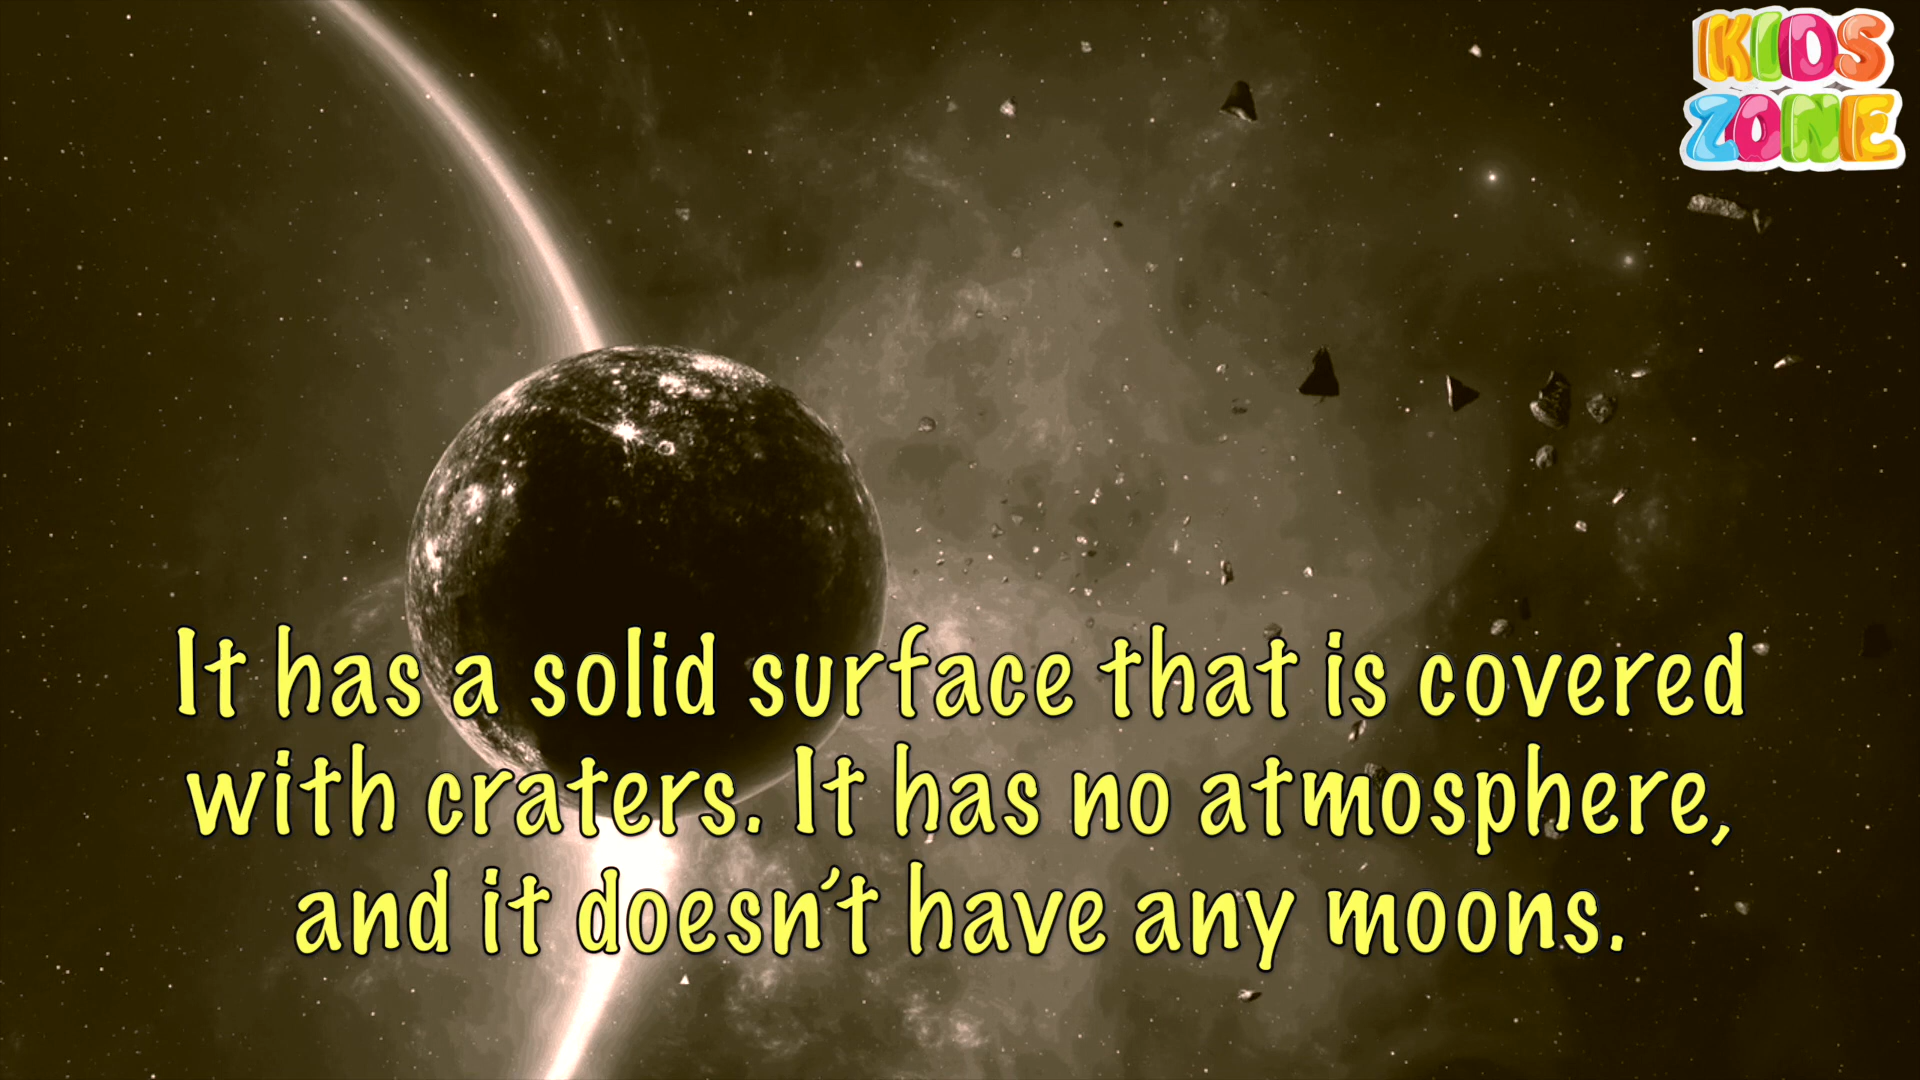 KIDS
ZONE
It has a solid surface that is covered
with craters. It has no atmosphere,
and it doesn't have any moons.